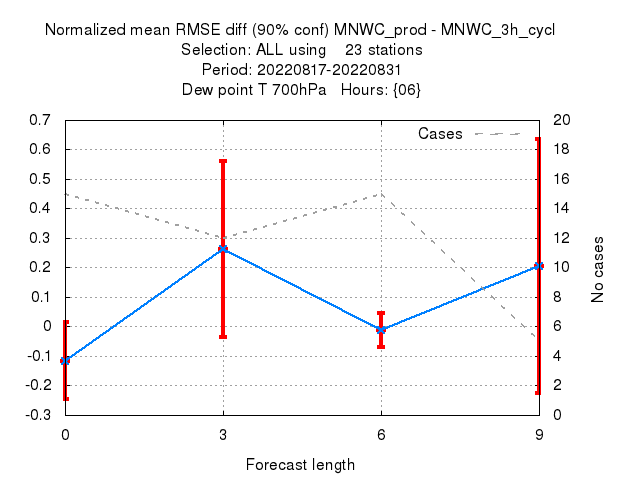 Normalized mean RMSE diff (90% conf) MNWC_prod - MNWC_3h_cycl
Selection: ALL using    23 stations
Period: 20220817-20220831
Dew point T 700hPa   Hours: {06}
Cases
0.7
0.6
0.5
0.4
0.3
0.2
0.1
0
-0.1
-0.2
-0.3
20
18
16
14
12
10
8
6
4
2
0
No cases
0 3 6 9
Forecast length